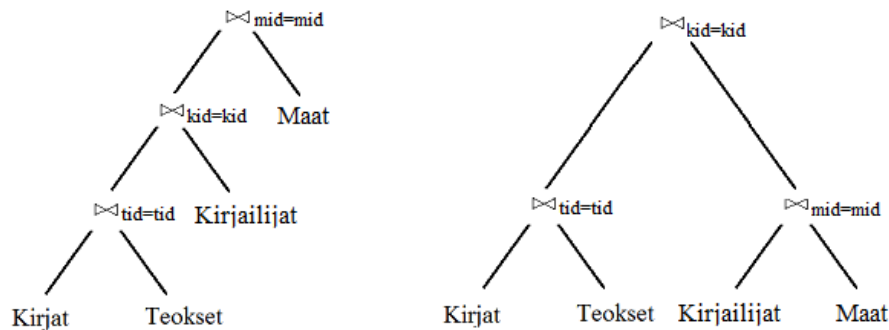 ⋈mid=mid
⋈kid=kid
Maat
⋈tid=tid
Kirjailijat
Kirjat
Teokset
⋈kid=kid
⋈tid=tid
⋈mid=mid
Kirjat
Teokset
Kirjailijat
Maat